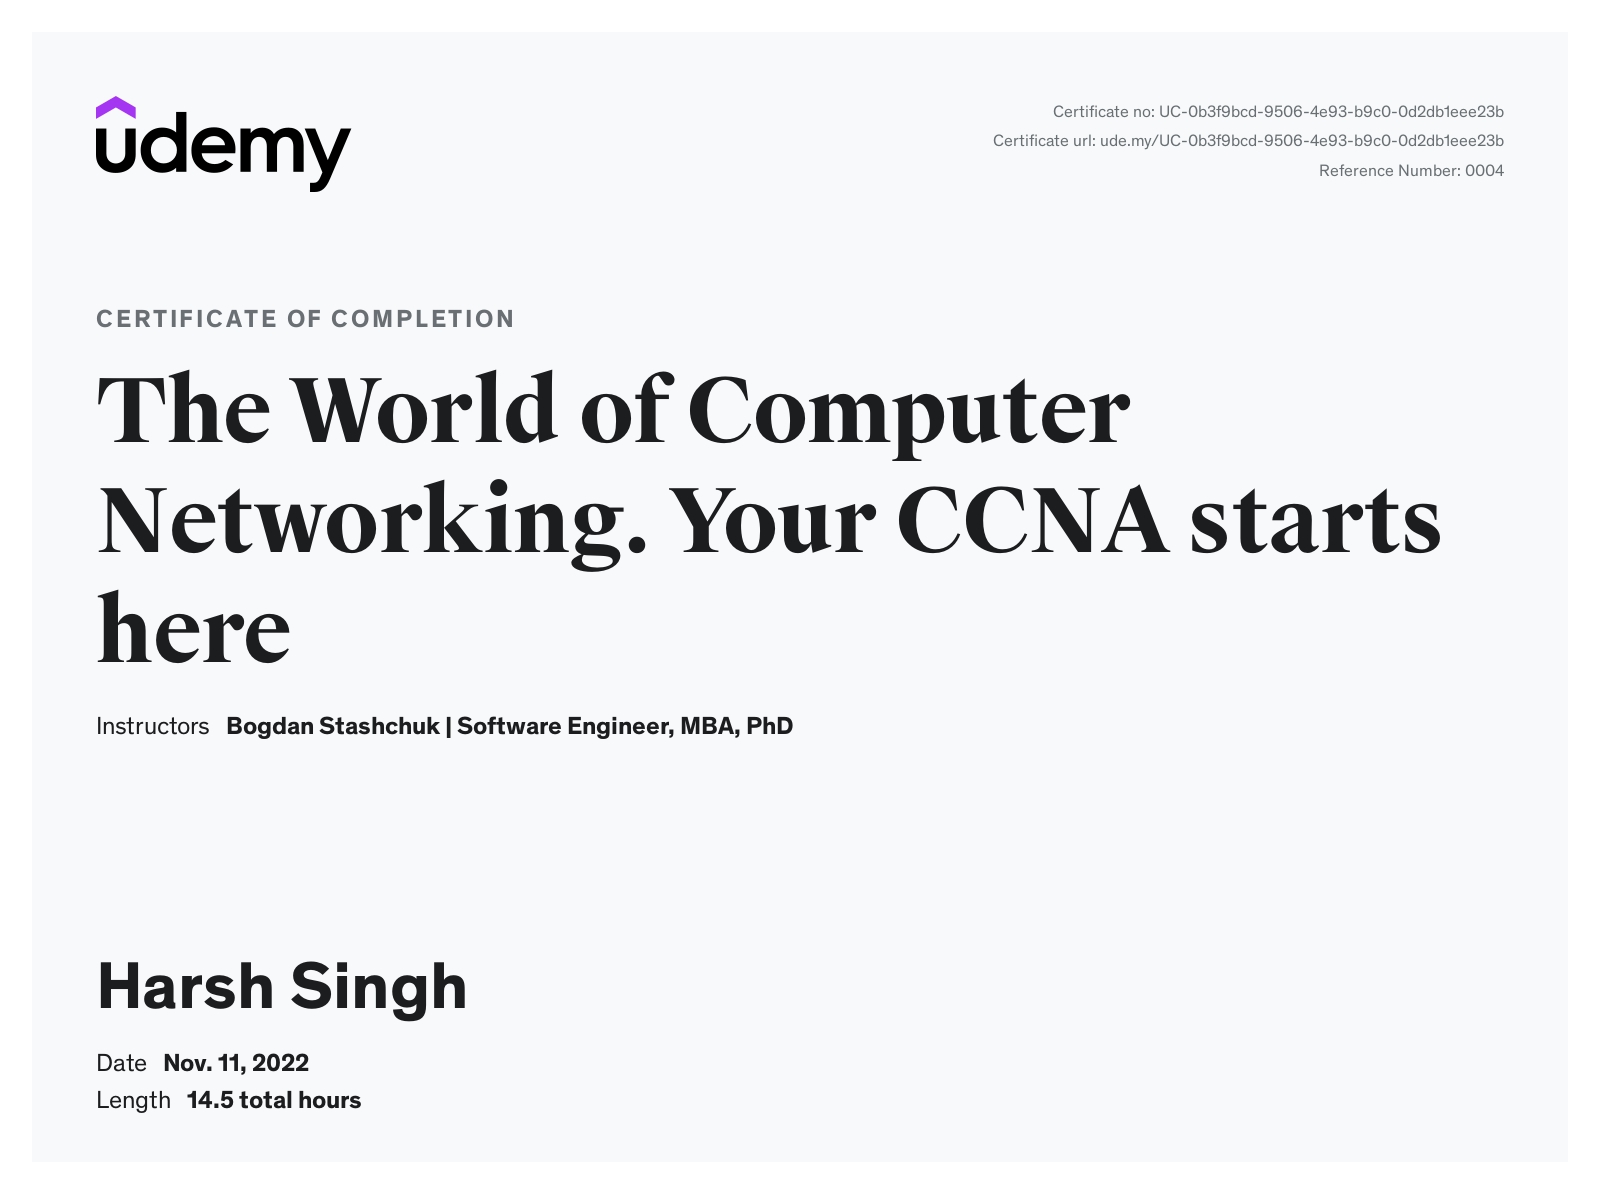 udemy
Certificate no: UC-0b3f9bcd-9506-4e93-b9c0-0d2db1eee23b
Certificate url: ude.my/UC-0b3f9bcd-9506-4e93-b9c0-0d2db1eee23b
Reference Number: 0004
CERTIFICATE OF COMPLETION
The World of Computer
Networking. Your CCNA starts
here
Instructors Bogdan Stashchuk | Software Engineer, MBA, PhD
Harsh Singh
Date Nov. 11, 2022
Length 14.5 total hours